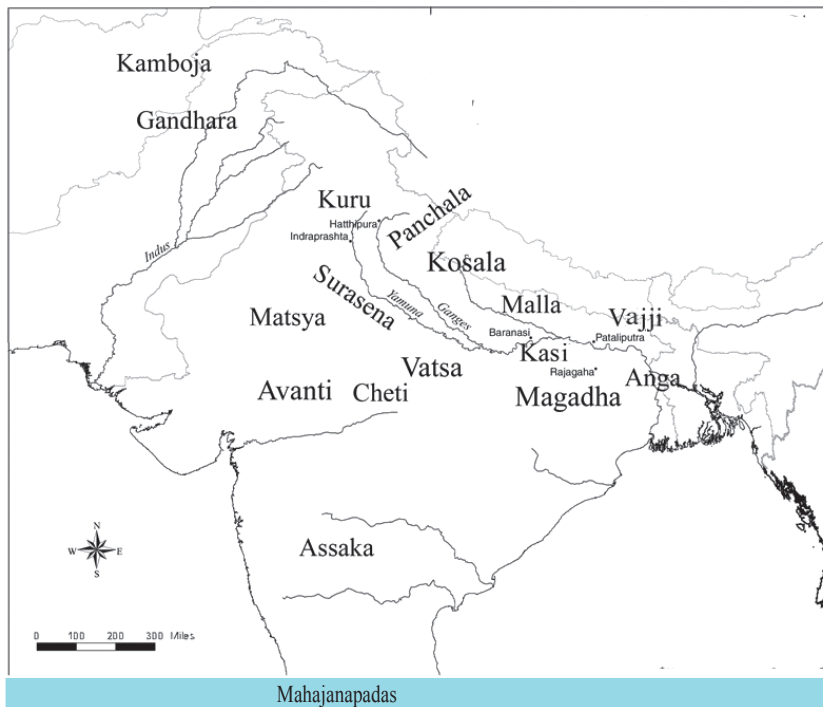 Kamboja
Gandhara
Kuru
Hatthipura
Indraprashta
Panchala
Indus
Kosala
Surasena
Yamuna
Ganges
Malla
Vajji
Matsya
Baranasi
Pataliputra
Kasi
Vatsa
Rajagaha
Anga
Avanti
Cheti
Magadha
N
W E
S
Assaka
0 100 200 300 Miles
Mahajanapadas